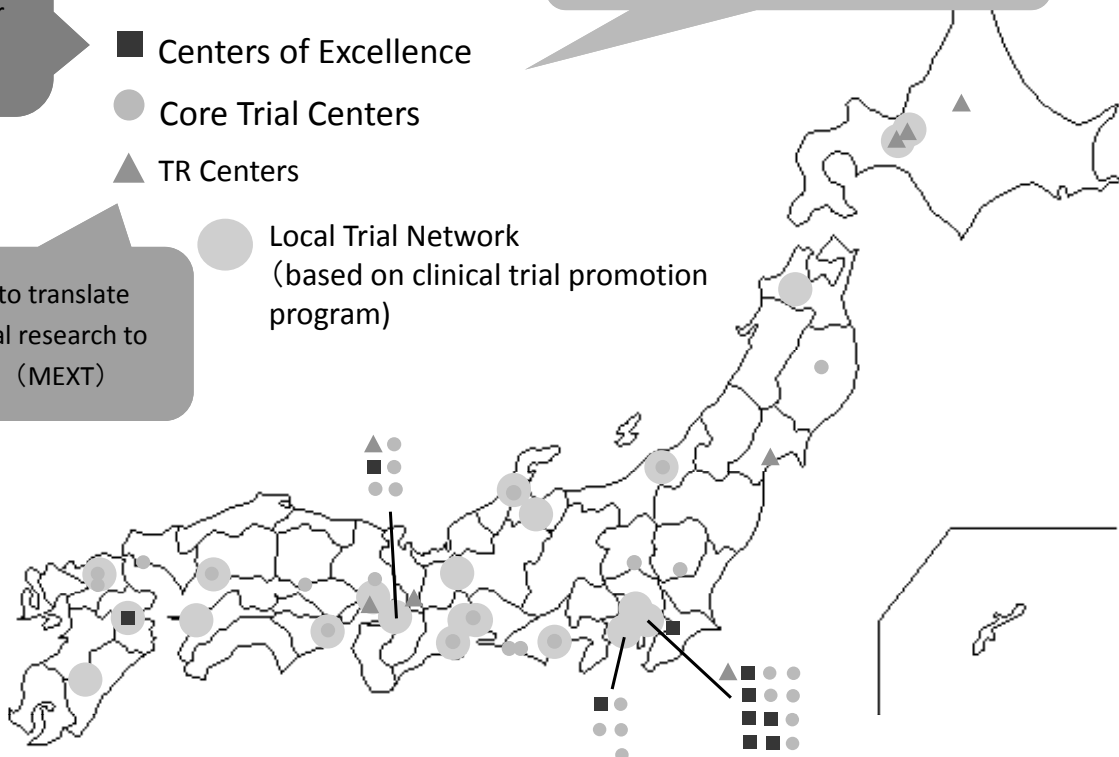 r
Centers of Excellence
Core Trial Centers
TR Centers
Local Trial Network
（based on clinical trial promotion
program)
to translate
al research to
（MEXT）